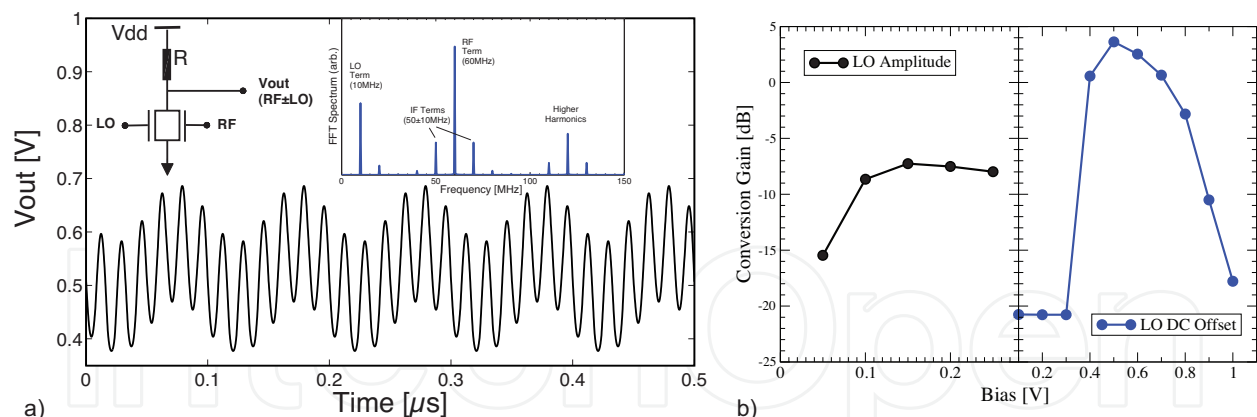 a)
Vout [V]
1
0.9
0.8
0.7
0.6
0.5
0.4
Vdd
R
Vout
(RF±LO)
LO
RF
FFT Spectrum (arb.)
LO
Term
(10MHz)
IF Terms
(50±10MHz)
RF
Term
(60MHz)
Higher
Harmonics
0 50 100 150
Frequency [MHz]
0 0.1 0.2 0.3 0.4 0.5
Time [μs]
b)
Conversion Gain [dB]
5
0
-5
-10
-15
-20
-25
LO Amplitude
LO DC Offset
0 0.1 0.2 0.2 0.4 0.6 0.8 1
Bias [V]
InTechOpen